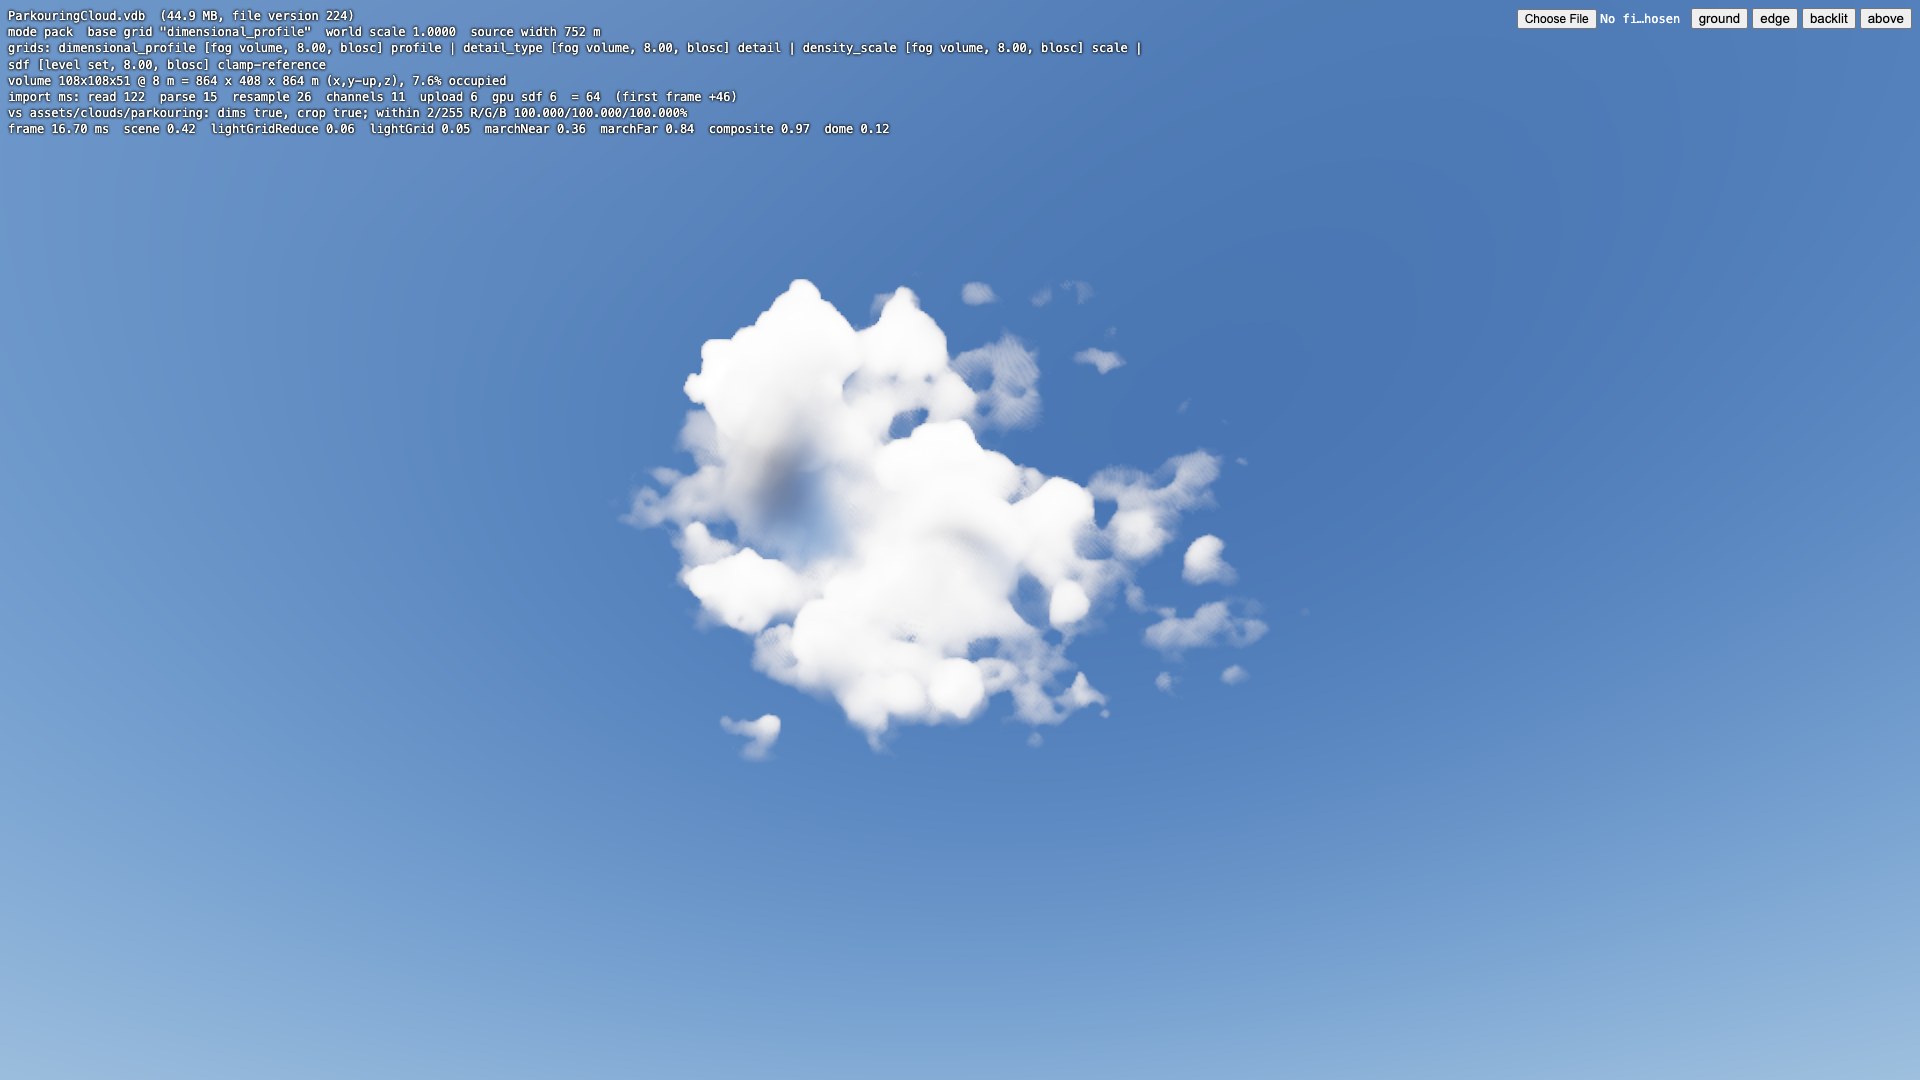 ParkouringCloud.vdb  (44.9 MB, file version 224)
mode pack  base grid "dimensional_profile"  world scale 1.0000  source width 752 m
grids: dimensional_profile [fog volume, 8.00, blosc] profile | detail_type [fog volume, 8.00, blosc] detail | density_scale [fog volume, 8.00, blosc] scale |
sdf [level set, 8.00, blosc] clamp-reference
volume 108x108x51 @ 8 m = 864 x 408 x 864 m (x,y-up,z), 7.6% occupied
import ms: read 122  parse 15  resample 26  channels 11  upload 6  gpu sdf 6  = 64  (first frame +46)
vs assets/clouds/parkouring: dims true, crop true; within 2/255 R/G/B 100.000/100.000/100.000%
frame 16.70 ms  scene 0.42  lightGridReduce 0.06  lightGrid 0.05  marchNear 0.36  marchFar 0.84  composite 0.97  dome 0.12
Choose File No fi…hosen ground edge backlit above